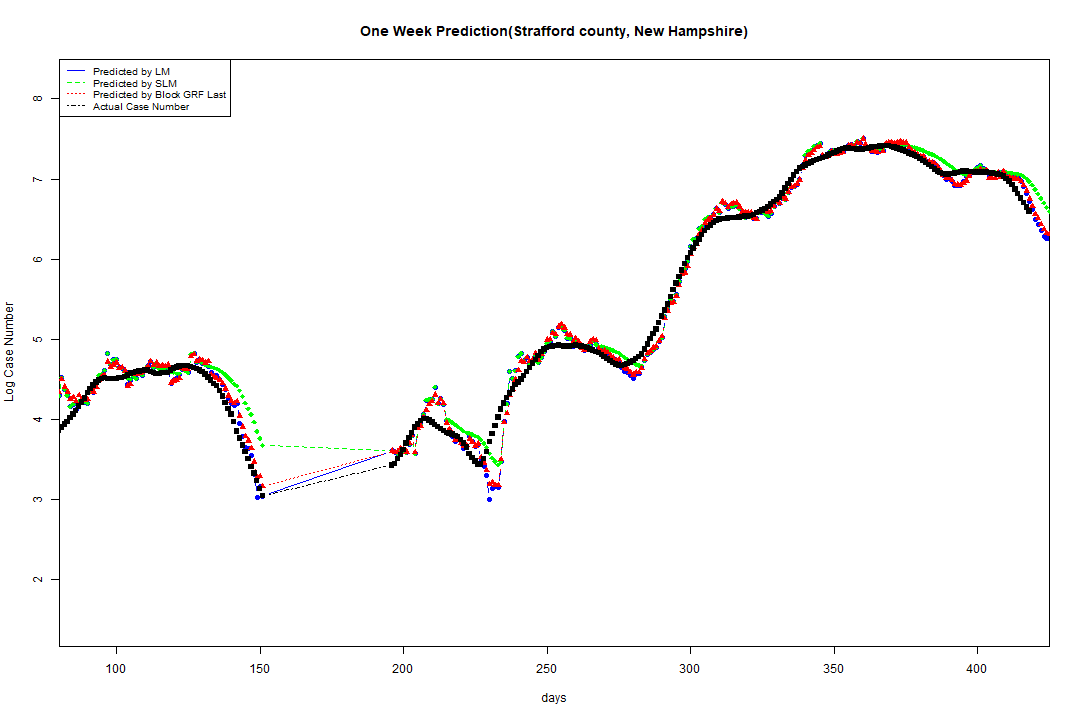 One Week Prediction(Strafford county, New Hampshire)
Predicted by LM
Predicted by SLM
Predicted by Block GRF Last
Actual Case Number
Log Case Number
8
7
6
5
4
3
2
100 150 200 250 300 350 400
days